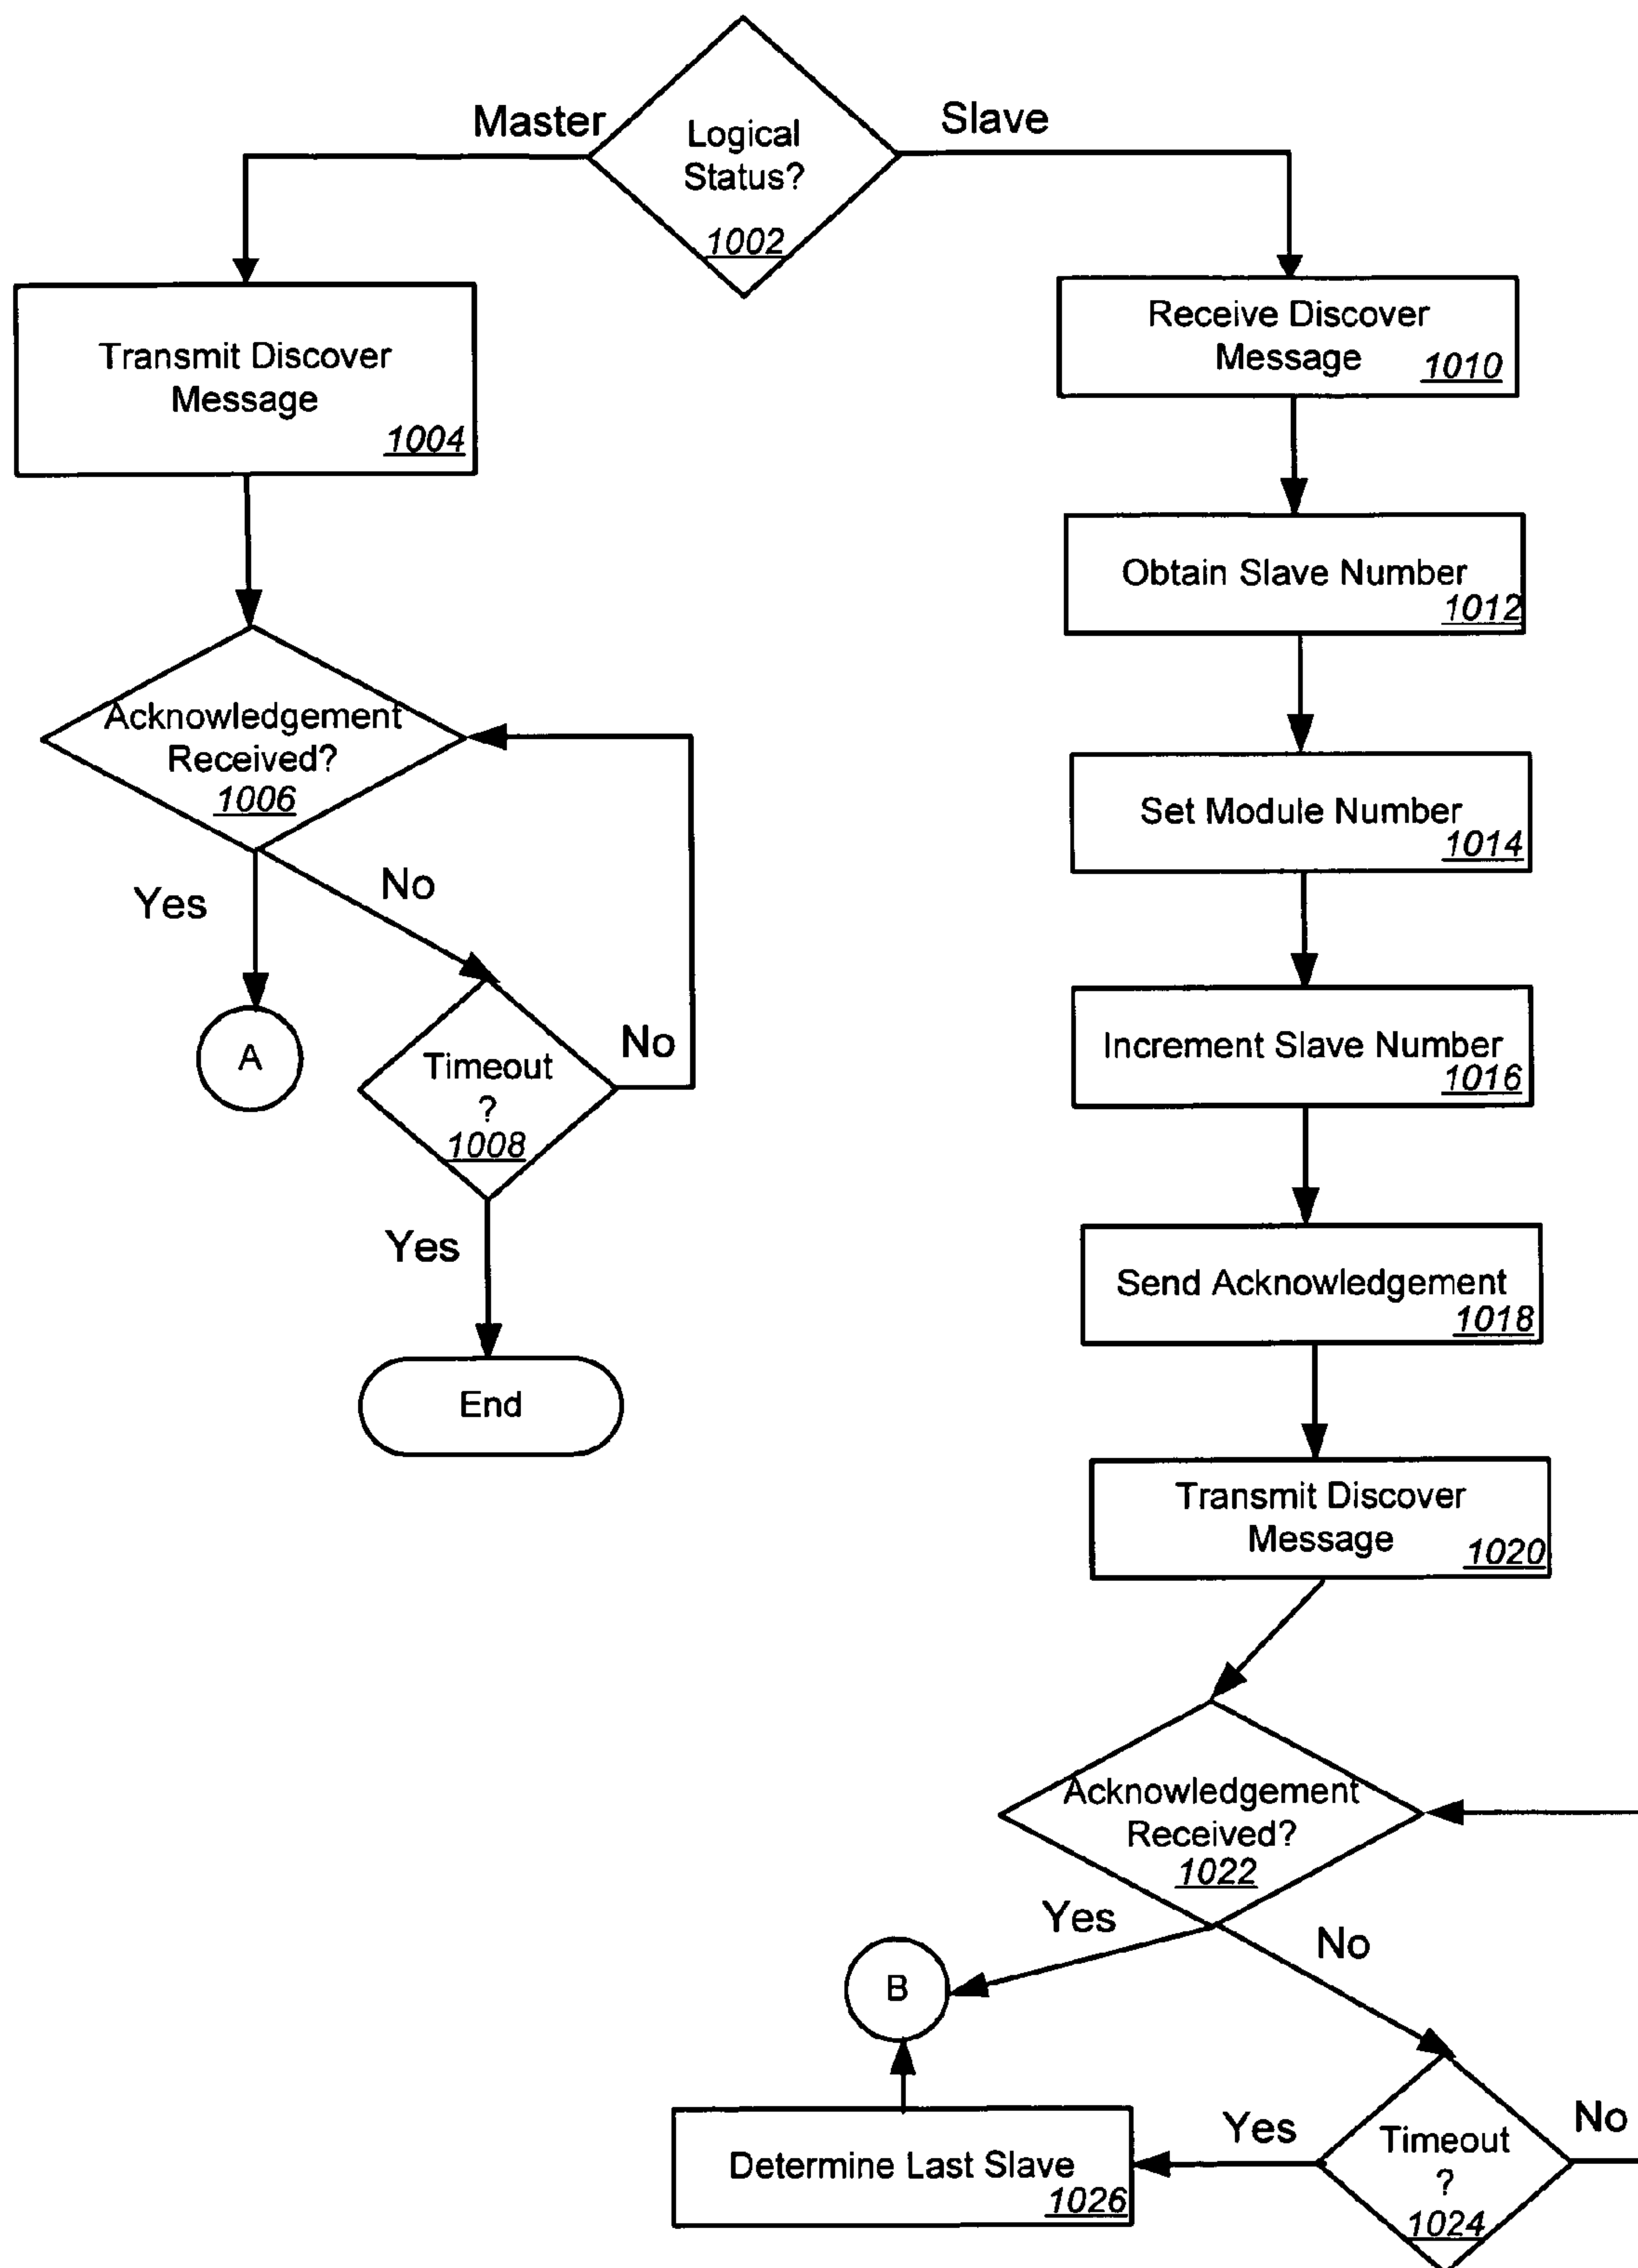 Master
Slave
Logical
Status?
1002
Transmit Discover
Message
1004
Acknowledgement
Received?
1006
Yes
No
A
Timeout
?
1008
No
Yes
End
Receive Discover
Message
1010
Obtain Slave Number
1012
Set Module Number
1014
Increment Slave Number
1016
Send Acknowledgement
1018
Transmit Discover
Message
1020
Acknowledgement
Received?
1022
Yes
No
B
Timeout
?
1024
No
Yes
Determine Last Slave
1026